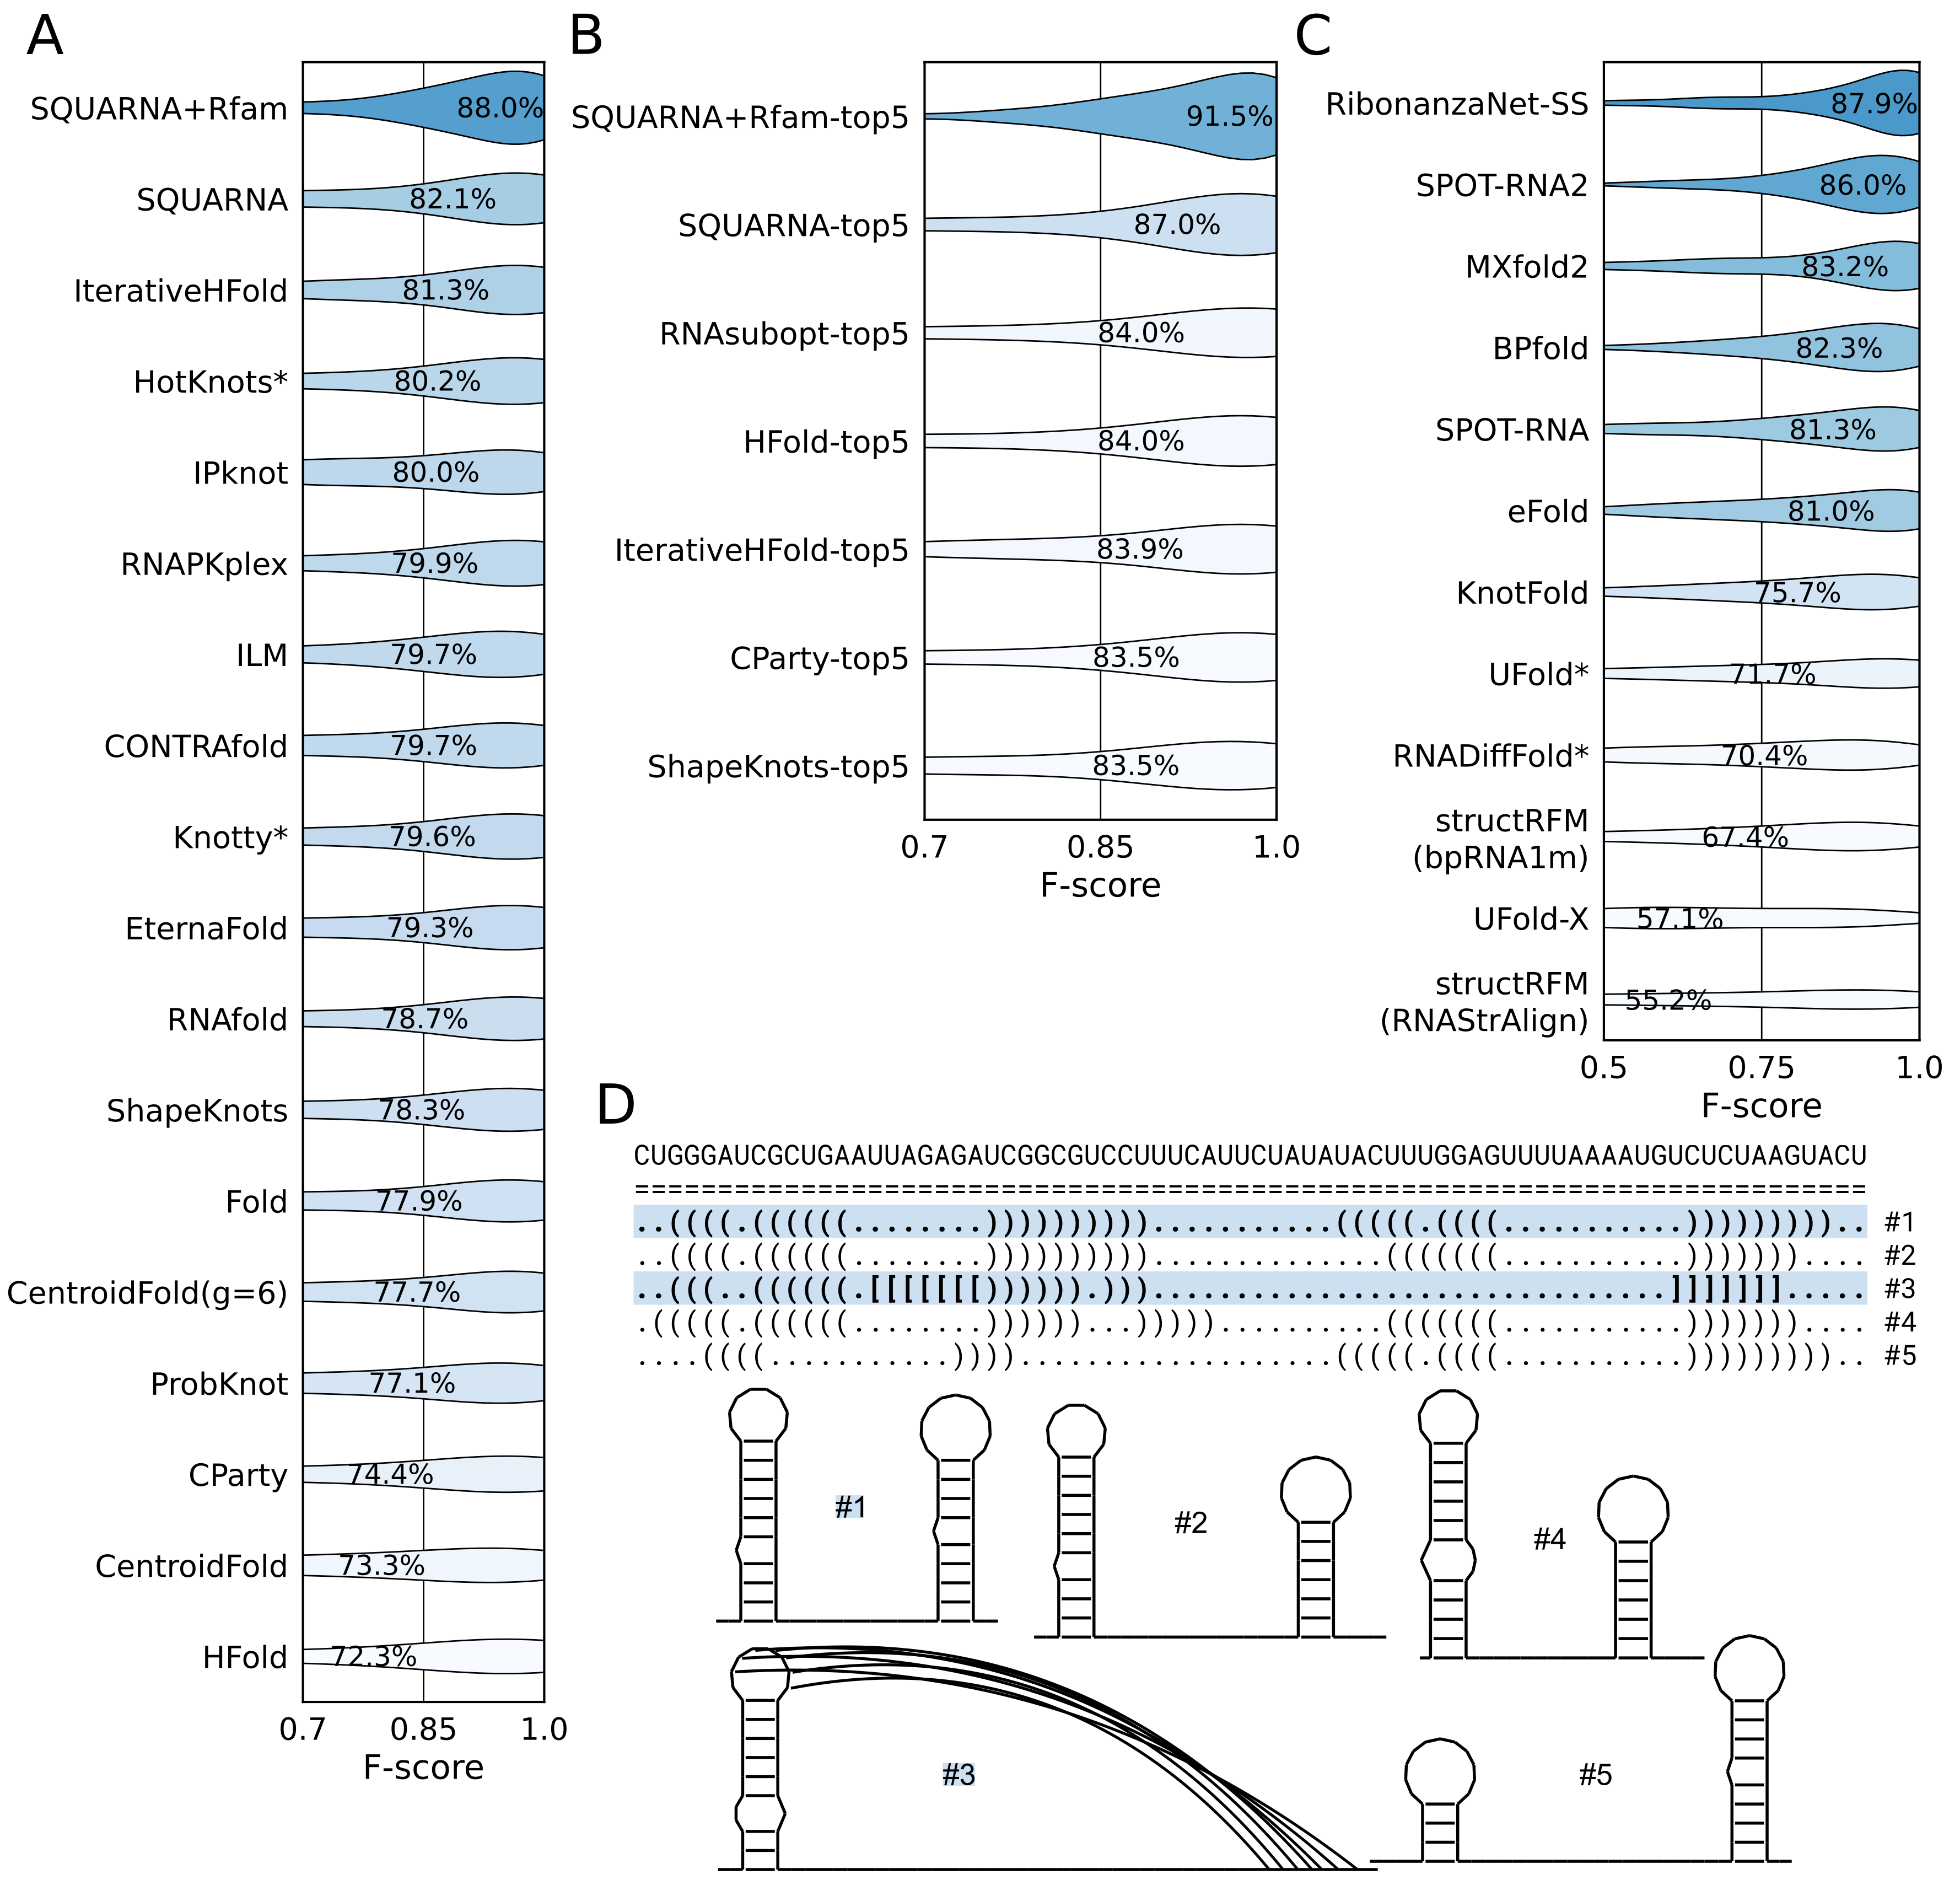 A
SQUARNA+Rfam 88.0%
SQUARNA 82.1%
IterativeHFold 81.3%
HotKnots* 80.2%
IPknot 80.0%
RNAPKplex 79.9%
ILM 79.7%
CONTRAfold 79.7%
Knotty* 79.6%
EternaFold 79.3%
RNAfold 78.7%
ShapeKnots 78.3%
Fold 77.9%
CentroidFold(g=6) 77.7%
ProbKnot 77.1%
CParty 74.4%
CentroidFold 73.3%
HFold 72.3%
0.7 0.85 1.0
F-score
B
SQUARNA+Rfam-top5 91.5%
SQUARNA-top5 87.0%
RNAsubopt-top5 84.0%
HFold-top5 84.0%
IterativeHFold-top5 83.9%
CParty-top5 83.5%
ShapeKnots-top5 83.5%
0.7 0.85 1.0
F-score
C
RibonanzaNet-SS 87.9%
SPOT-RNA2 86.0%
MXfold2 83.2%
BPfold 82.3%
SPOT-RNA 81.3%
eFold 81.0%
KnotFold 75.7%
UFold* 71.7%
RNADiffFold* 70.4%
structRFM
(bpRNA1m) 67.4%
UFold-X 57.1%
structRFM
(RNAStrAlign) 55.2%
0.5 0.75 1.0
F-score
D
CUGGGAUCGCUGAAUUAGAGAUCGGCGUCCUUUCAUUCUAUAUACUUUGGAGUUUUAAAAUGUCUCUAAGUACU
==========================================================================
..((((.((((((........))))))))))...........(((((.((((...........))))))))).. #1
..((((.((((((........))))))))))..............(((((((...........))))))).... #2
..(((..((((((.[[[[[[[)))))).)))...............................]]]]]]]..... #3
.(((((.((((((........))))))...)))))..........(((((((...........))))))).... #4
....((((...........))))...................(((((.((((...........))))))))).. #5
#1
#2
#4
#3
#5